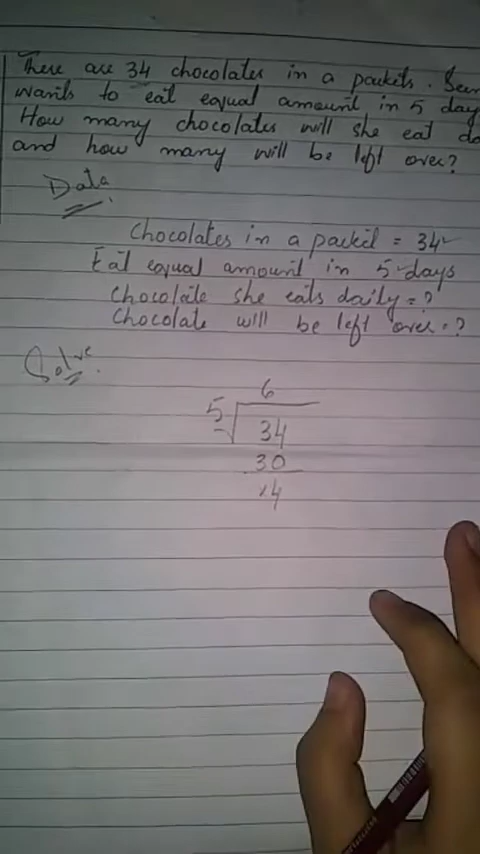 There are 34 chocolates in a packets. 
wants to eat equal amount in 5 day
How many chocolates will she eat da
and how many will be left over?
Data
Chocolates in a packet = 34
Eat equal amount in 5 days
Chocolate she eats daily = ?
Chocolate will be left over = ?
Solve
6
5 34
30
x4